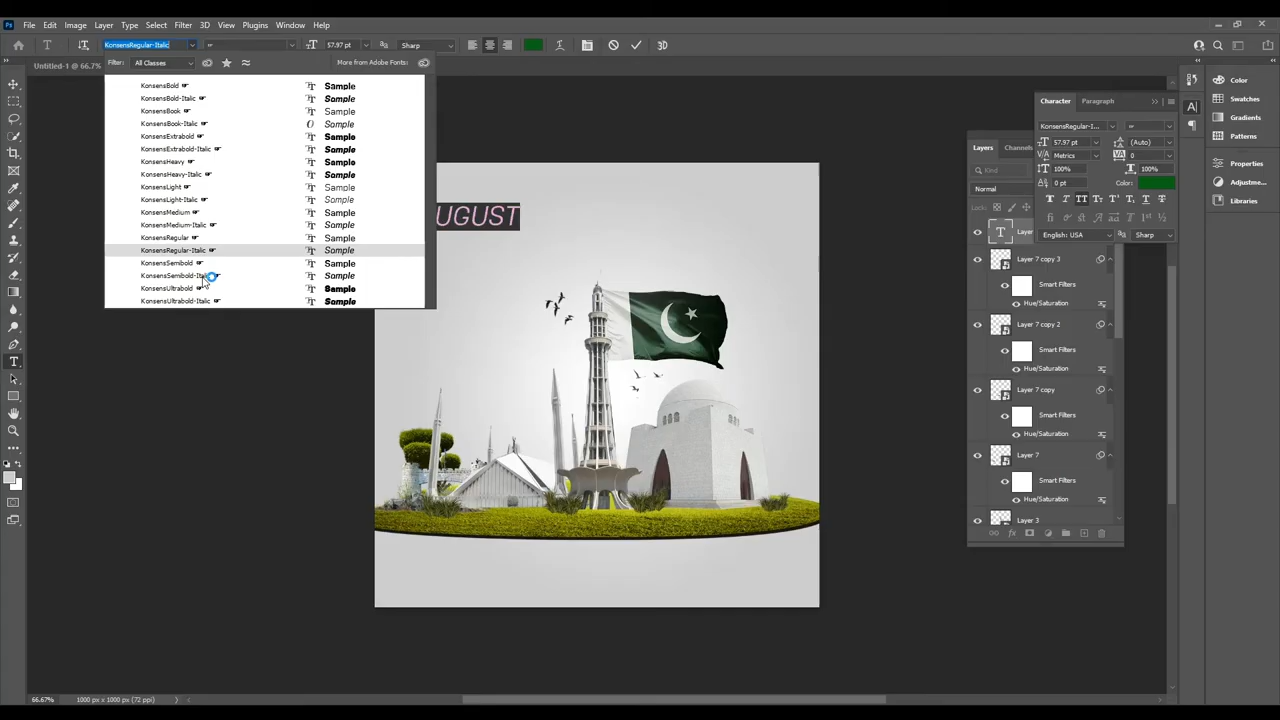 Ps File Edit Image Layer Type Select Filter 3D View Plugins Window Help
KonsensRegular-Italic 57.97 pt Sharp 3D
Filter: All Classes More from Adobe Fonts:
Untitled-1 @ 66.7%
KonsensBold Sample
KonsensBold-Italic Sample
KonsensBook Sample
KonsensBook-Italic Sample
KonsensExtrabold Sample
KonsensExtrabold-Italic Sample
KonsensHeavy Sample
KonsensHeavy-Italic Sample
KonsensLight Sample
KonsensLight-Italic Sample
KonsensMedium Sample
KonsensMedium-Italic Sample
KonsensRegular Sample
KonsensRegular-Italic Sample
KonsensSemibold Sample
KonsensSemibold-Itali Sample
KonsensUltrabold Sample
KonsensUltrabold-Italic Sample
UGUST
Character Paragraph
KonsensRegular-I...
57.97 pt (Auto)
Metrics 0
100% 100%
0 pt Color:
English: USA Sharp
Layers Channels
Kind
Normal
Lock:
Layer
Layer 7 copy 3
Smart Filters
Hue/Saturation
Layer 7 copy 2
Smart Filters
Hue/Saturation
Layer 7 copy
Smart Filters
Hue/Saturation
Layer 7
Smart Filters
Hue/Saturation
Layer 3
Color
Swatches
Gradients
Patterns
Properties
Adjustme...
Libraries
66.67% 1000 px x 1000 px (72 ppi)